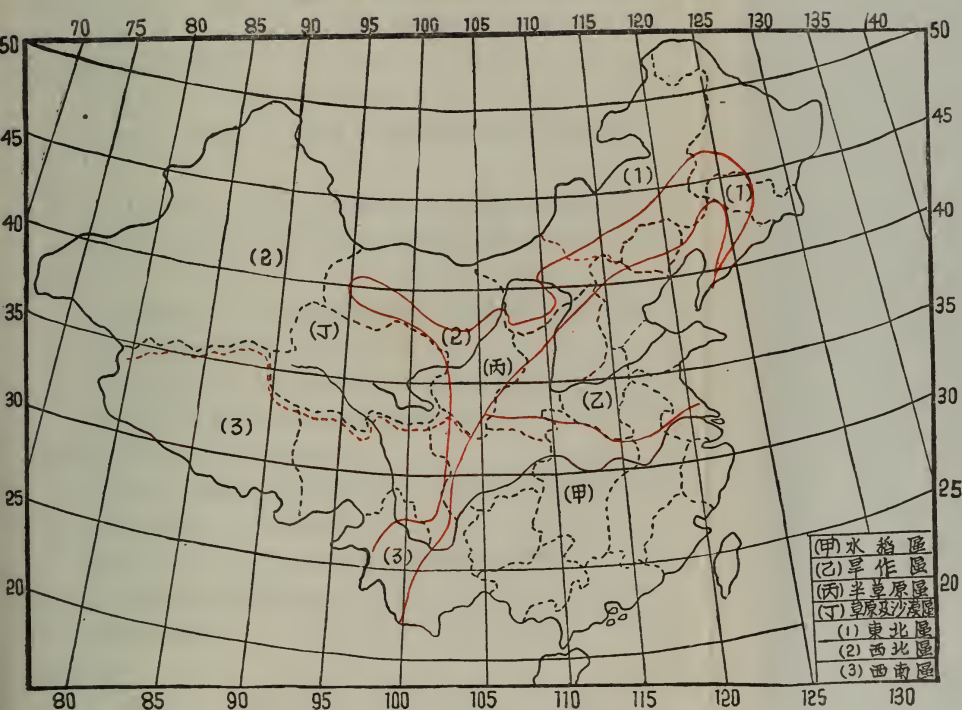 70 75 80 85 90 95 100 105 110 115 120 125 130 135 140
50 50
45 45
(1)
(1)
40 40
(2)
35 35
(丁) (2)
(丙)
30 (乙) 30
(3)
25 (甲) 25
(3)
20 20
(甲) 水稻區
(乙) 旱作區
(丙) 半草原區
(丁) 草原及沙漠區
(1) 東北區
(2) 西北區
(3) 西南區
80 85 90 95 100 105 110 115 120 125 130